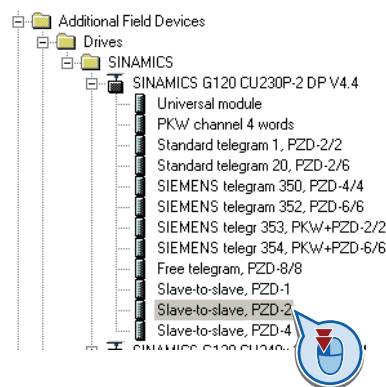 Additional Field Devices
Drives
SINAMICS
SINAMICS G120 CU230P-2 DP V4.4
Universal module
PKW channel 4 words
Standard telegram 1, PZD-2/2
Standard telegram 20, PZD-2/6
SIEMENS telegram 350, PZD-4/4
SIEMENS telegram 352, PZD-6/6
SIEMENS telegr 353, PKW+PZD-2/2
SIEMENS telegr 354, PKW+PZD-6/6
Free telegram, PZD-8/8
Slave-to-slave, PZD-1
Slave-to-slave, PZD-2
Slave-to-slave, PZD-4
SINAMICS G120